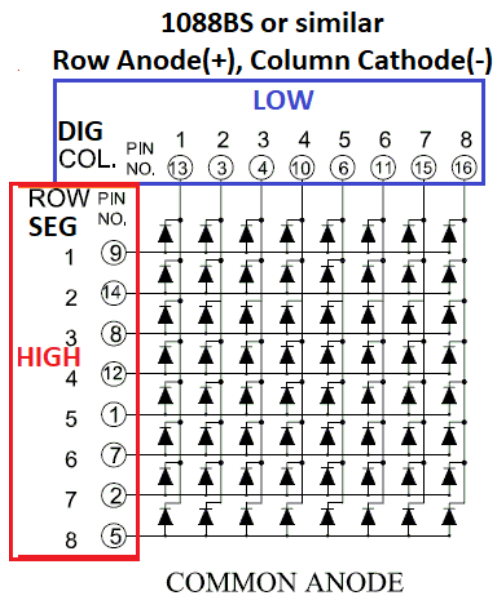 1088BS or similar
Row Anode(+), Column Cathode(-)
LOW
DIG 1 2 3 4 5 6 7 8
COL. PIN NO. 13 3 4 10 6 11 15 16
ROW PIN NO.
SEG
1 9
2 14
3 8
HIGH
4 12
5 1
6 7
7 2
8 5
COMMON ANODE